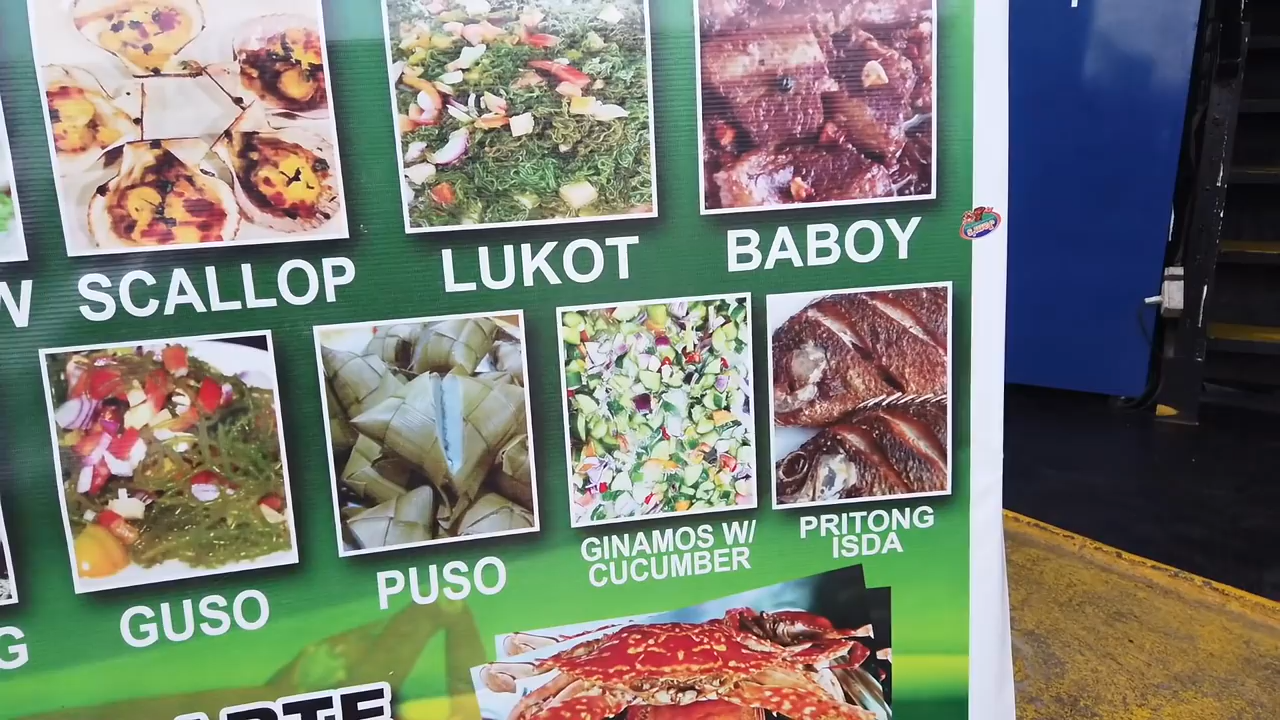 W
SCALLOP
LUKOT
BABOY
G
GUSO
PUSO
GINAMOS W/
CUCUMBER
PRITONG
ISDA